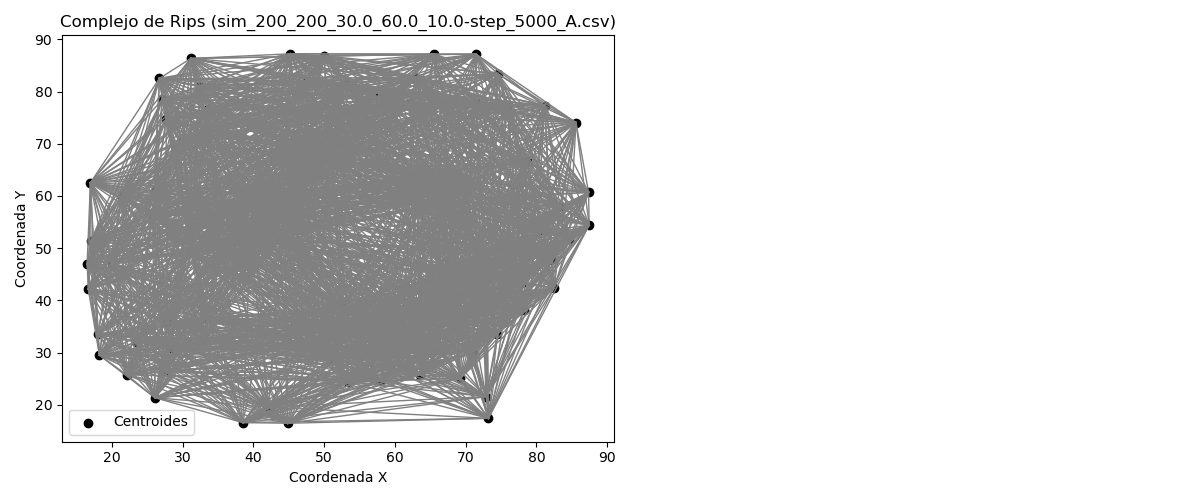 Complejo de Rips (sim_200_200_30.0_60.0_10.0-step_5000_A.csv)
90
80
70
60
50
40
30
20
Coordenada Y
Centroides
20 30 40 50 60 70 80 90
Coordenada X